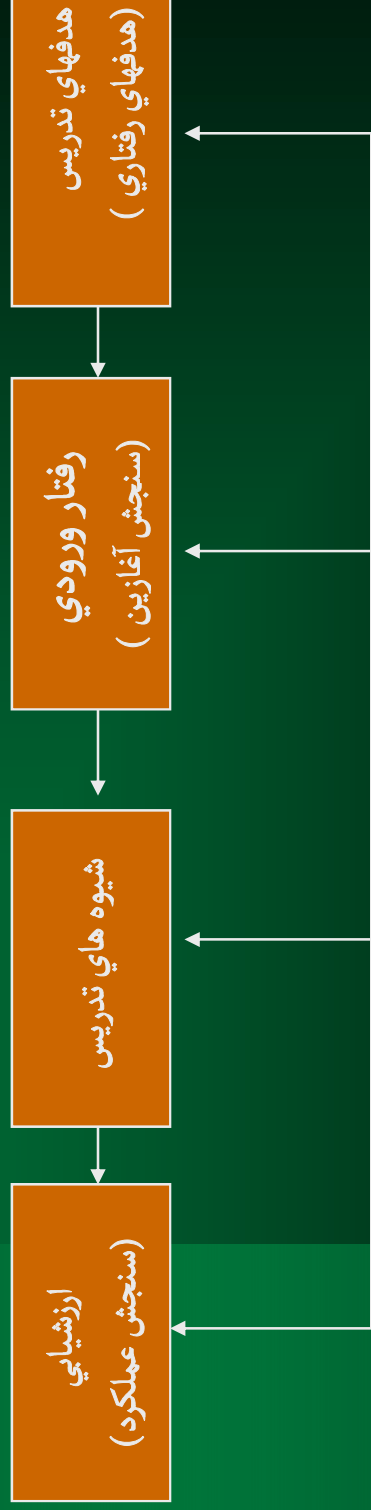 هدفهاي تدريس
(هدفهاي رفتاري )
رفتار ورودي
(سنجش آغازين )
شيوه هاي تدريس
ارزشيابي
(سنجش عملكرد)